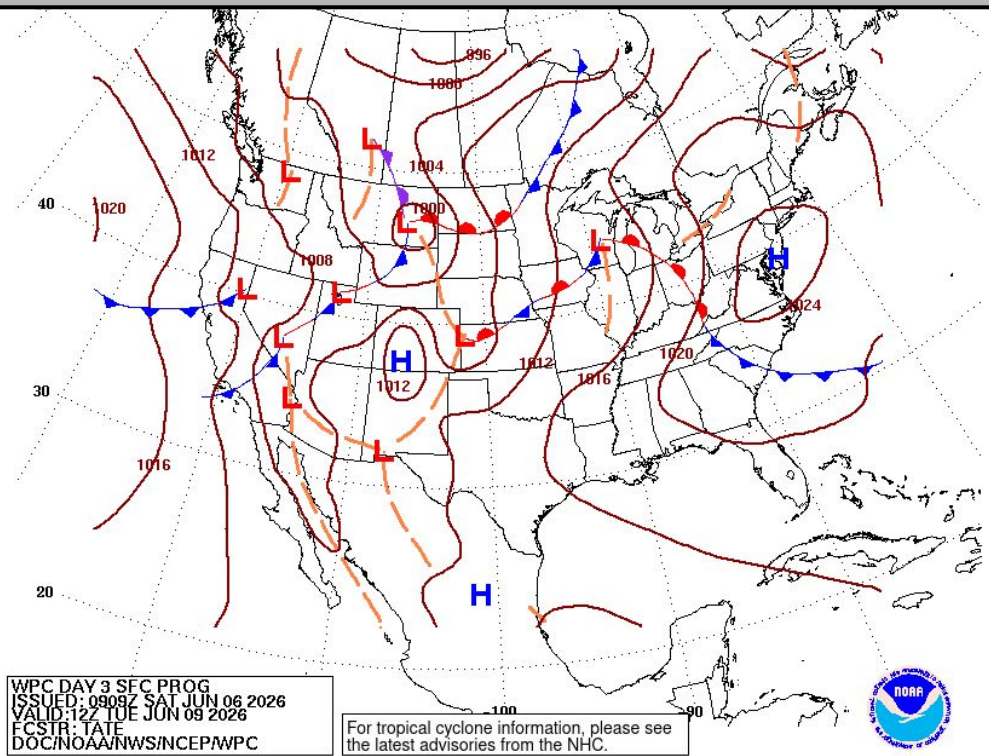 996
1000
1012
1004
L
L
40
1020
1000
L
L
H
1008
L
L
1024
L
L
1020
H
1012
1012
1016
30
L
L
1016
20
H
NOAA
WPC DAY 3 SEC PROG
ISSUED: 0909Z SAT JUN 06 2026
VALID:12Z TUE JUN 09 2026
FCSTR: TATE
DOC/NOAA/NWS/NCEP/WPC
-100
-90
For tropical cyclone information, please see
the latest advisories from the NHC.